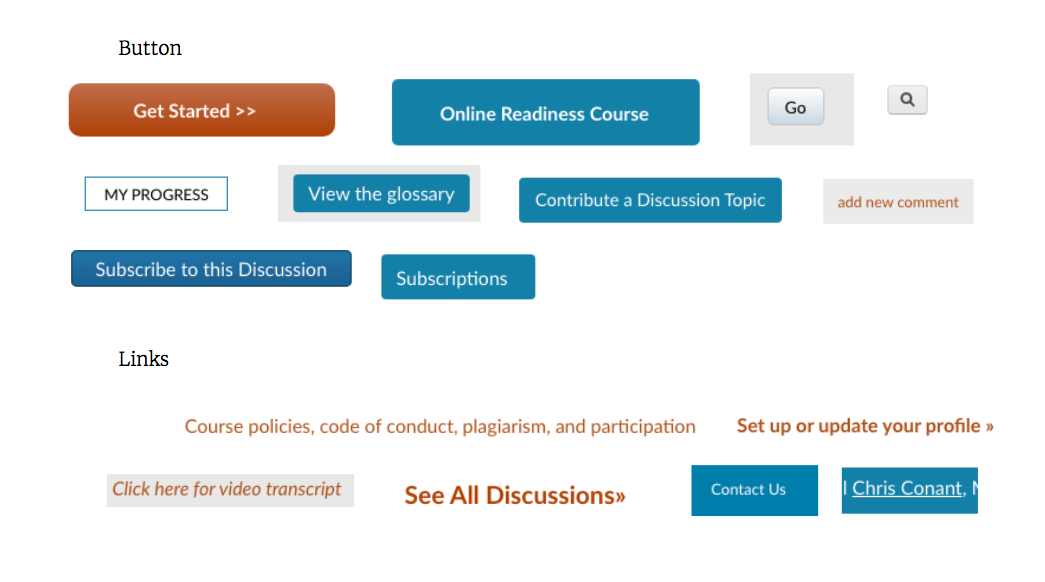 Button
Get Started >>
Online Readiness Course
Go
MY PROGRESS
View the glossary
Contribute a Discussion Topic
add new comment
Subscribe to this Discussion
Subscriptions
Links
Course policies, code of conduct, plagiarism, and participation
Set up or update your profile »
Click here for video transcript
See All Discussions»
Contact Us
Chris Conant,